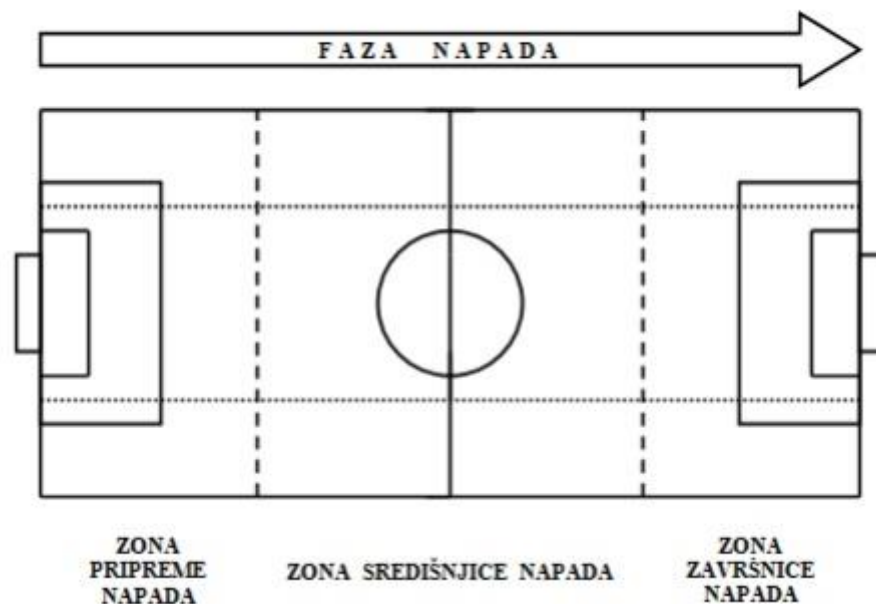 FAZA NAPADA
ZONA
PRIPREME
NAPADA
ZONA SREDIŠNJICE NAPADA
ZONA
ZAVRŠNICE
NAPADA